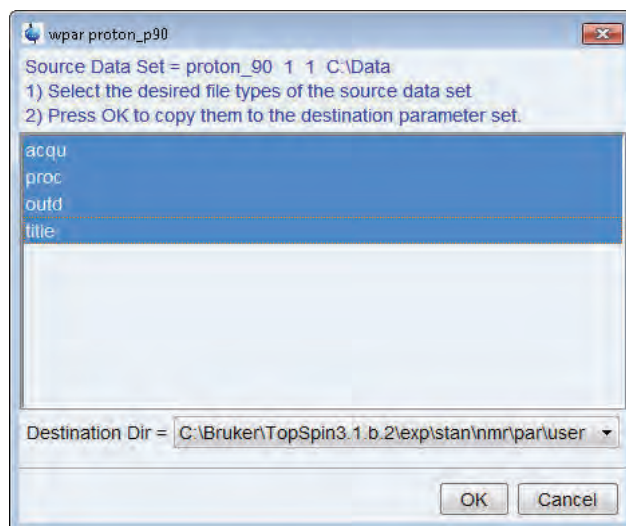 wpar proton_p90
Source Data Set = proton_90 1 1 C:\Data
1) Select the desired file types of the source data set
2) Press OK to copy them to the destination parameter set.
acqu
proc
outd
title
Destination Dir = C:\Bruker\TopSpin3.1.b.2\exp\stan\nmr\par\user
OK Cancel